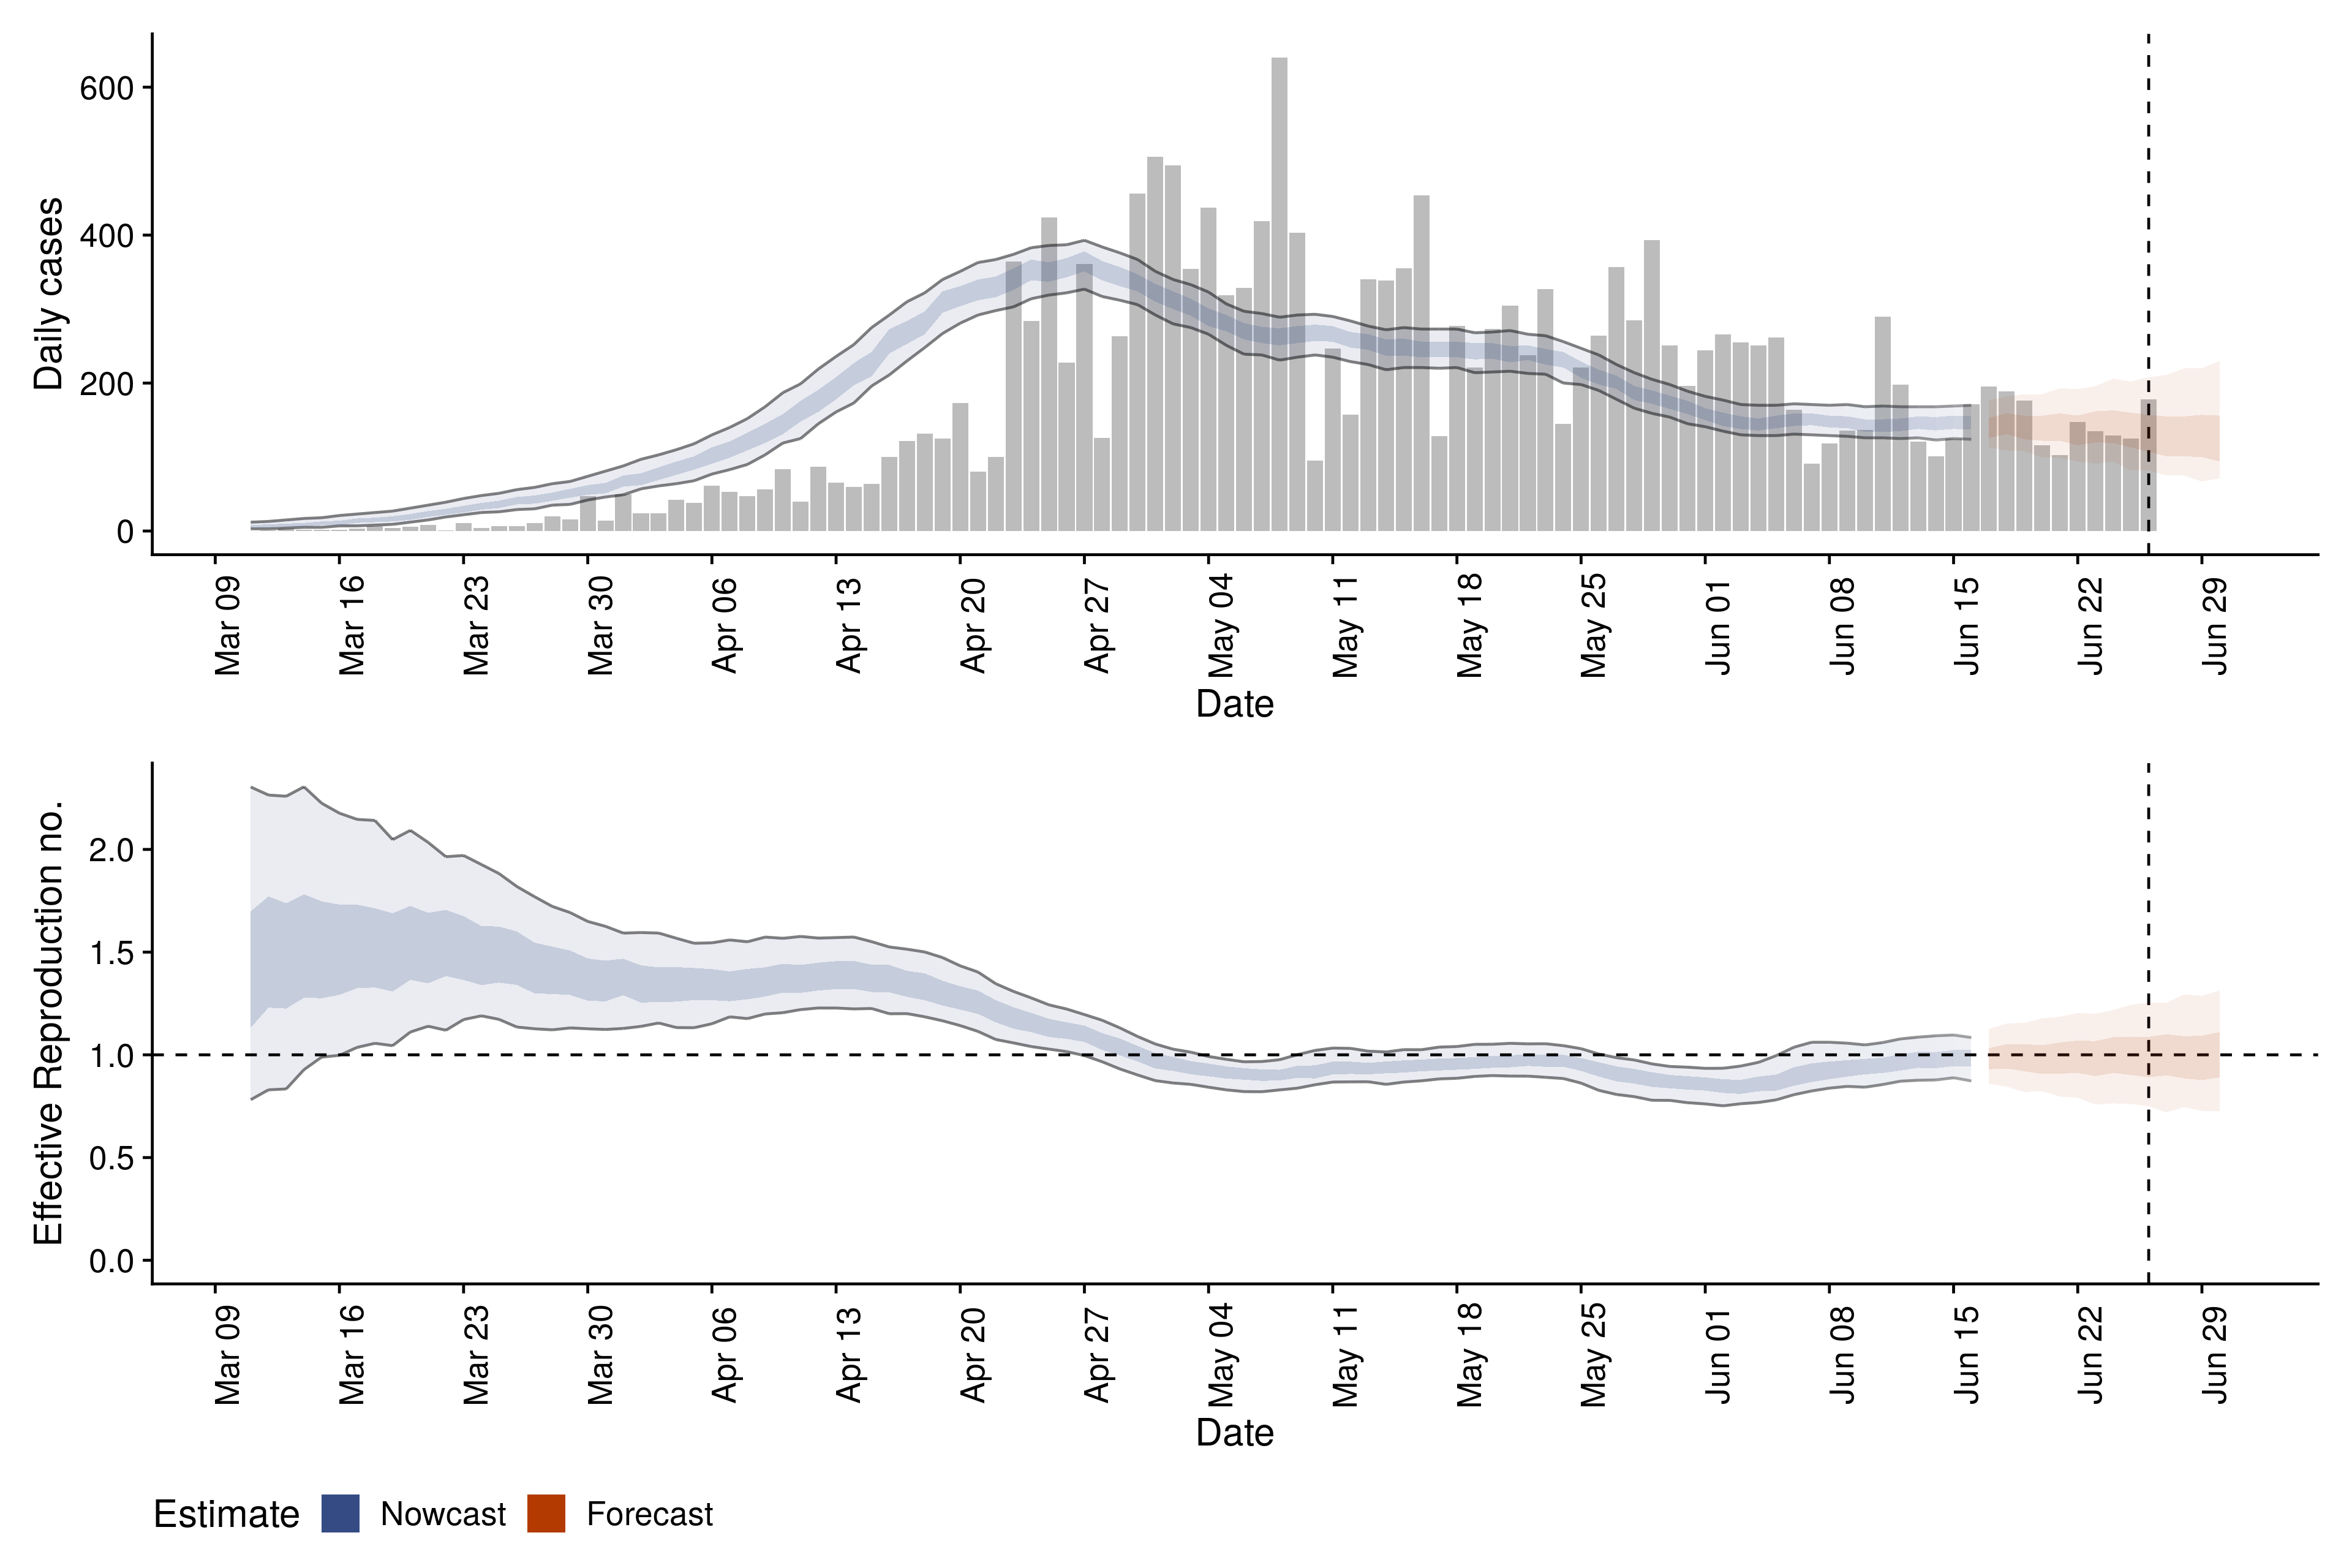 Daily cases
600
400
200
0
Mar 09
Mar 16
Mar 23
Mar 30
Apr 06
Apr 13
Apr 20
Apr 27
May 04
May 11
May 18
May 25
Jun 01
Jun 08
Jun 15
Jun 22
Jun 29
Date
Effective Reproduction no.
2.0
1.5
1.0
0.5
0.0
Mar 09
Mar 16
Mar 23
Mar 30
Apr 06
Apr 13
Apr 20
Apr 27
May 04
May 11
May 18
May 25
Jun 01
Jun 08
Jun 15
Jun 22
Jun 29
Date
Estimate Nowcast Forecast